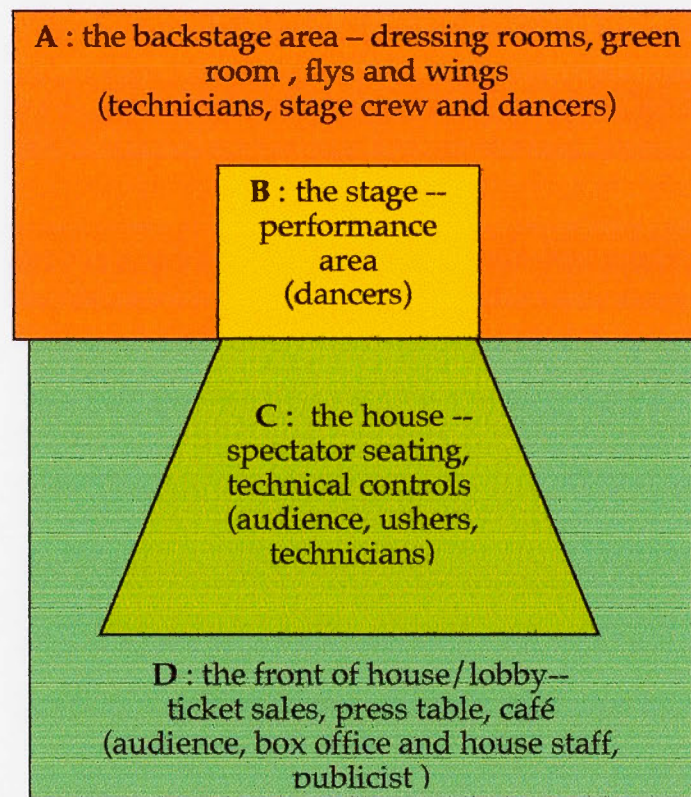 A : the backstage area – dressing rooms, green
room , flys and wings
(technicians, stage crew and dancers)
B : the stage --
performance
area
(dancers)
C :  the house --
spectator seating,
technical controls
(audience, ushers,
technicians)
D : the front of house/lobby--
ticket sales, press table, café
(audience, box office and house staff,
publicist )